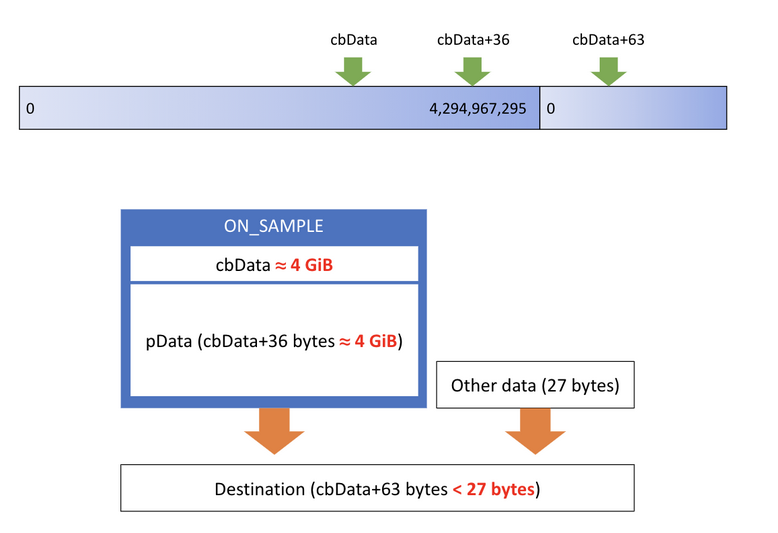 cbData cbData+36 cbData+63
0 4,294,967,295 0
ON_SAMPLE
cbData ≈ 4 GiB
pData (cbData+36 bytes ≈ 4 GiB)
Other data (27 bytes)
Destination (cbData+63 bytes < 27 bytes)